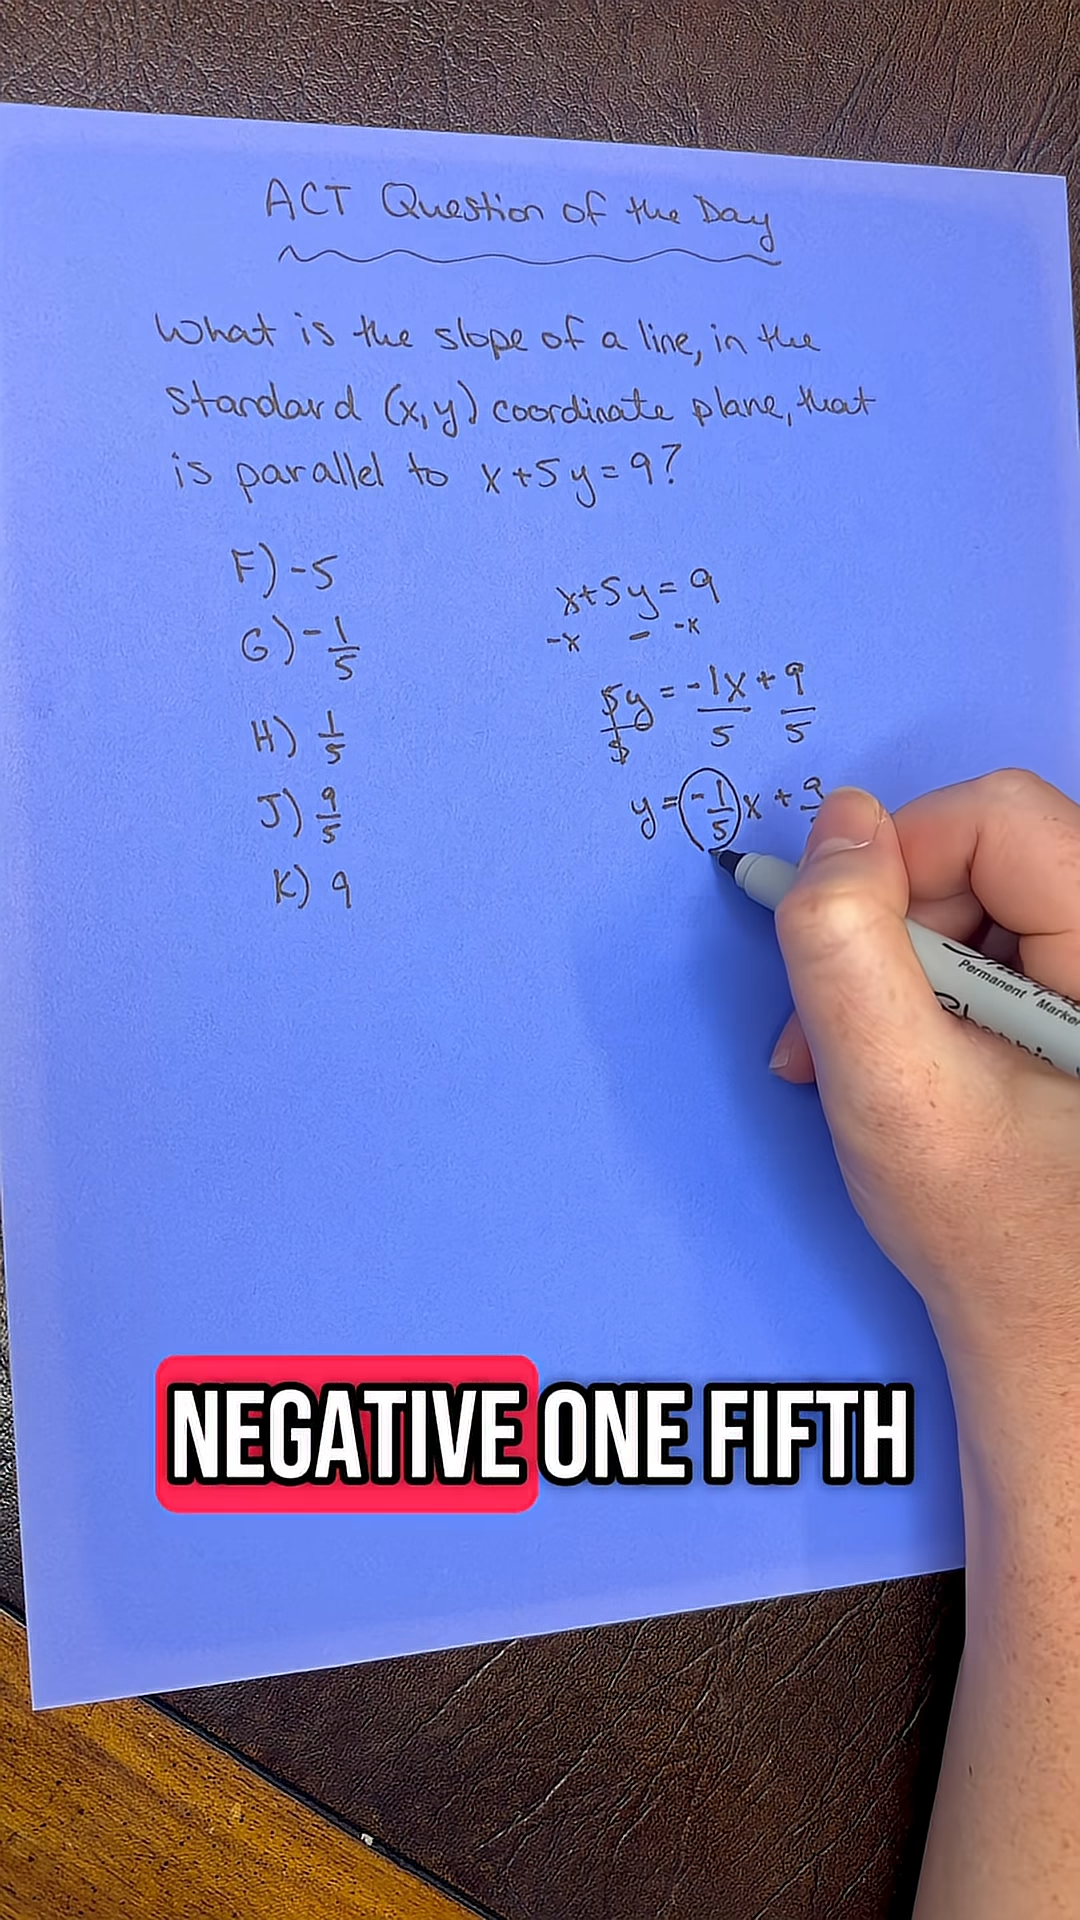 ACT Question of the Day
What is the slope of a line, in the
standard (x,y) coordinate plane, that
is parallel to x+5y=9?
F) -5
G) -1/5
H) 1/5
J) 9/5
K) 9
x+5y=9
-x - -x
5y = -1x + 9
5 5 5
y = -1/5 x + 9
Permanent Marker
NEGATIVE ONE FIFTH